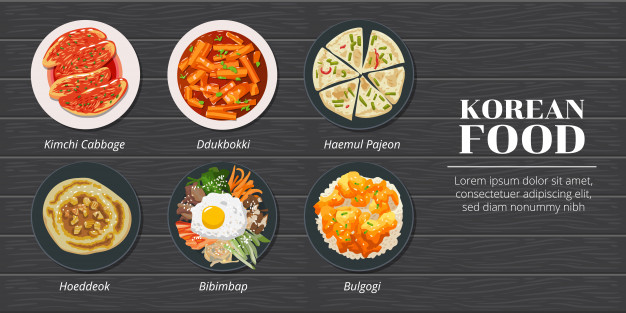 Kimchi Cabbage
Ddukbokki
Haemul Pajeon
Hoeddeok
Bibimbap
Bulgogi
KOREAN
FOOD
Lorem ipsum dolor sit amet,
consectetuer adipiscing elit,
sed diam nonummy nibh